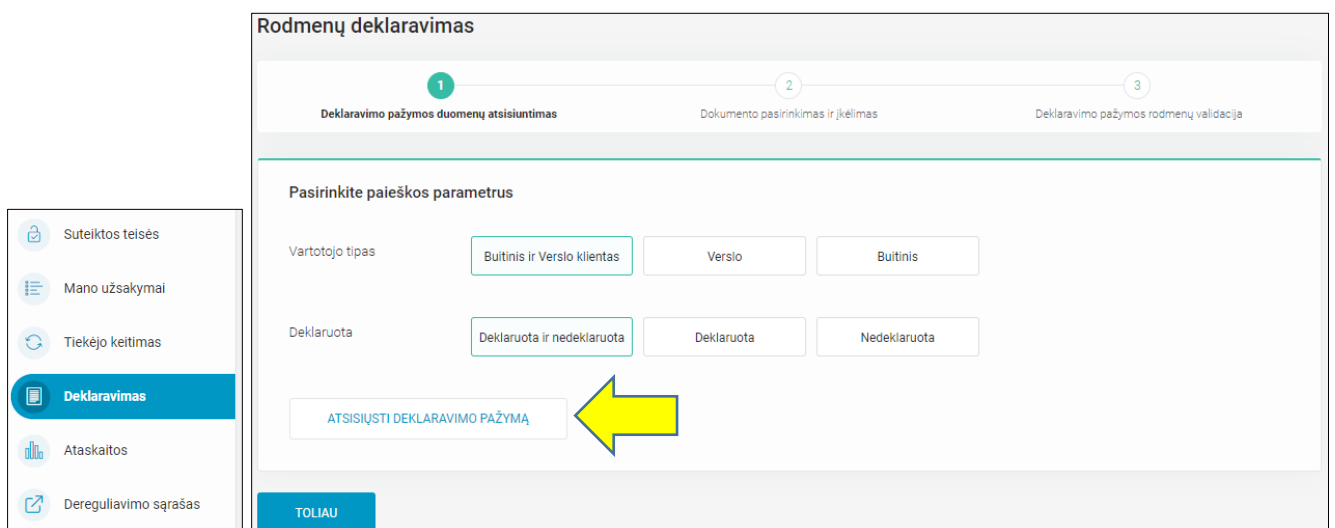 Rodmenų deklaravimas
1
2
3
Deklaravimo pažymos duomenų atsisiuntimas
Dokumento pasirinkimas ir įkėlimas
Deklaravimo pažymos rodmenų validacija
Pasirinkite paieškos parametrus
Vartotojo tipas
Buitinis ir Verslo klientas
Verslo
Buitinis
Deklaruota
Deklaruota ir nedeklaruota
Deklaruota
Nedeklaruota
ATSISIŲSTI DEKLARAVIMO PAŽYMĄ
TOLIAU
Suteiktos teisės
Mano užsakymai
Tiekėjo keitimas
Deklaravimas
Ataskaitos
Dereguliavimo sąrašas